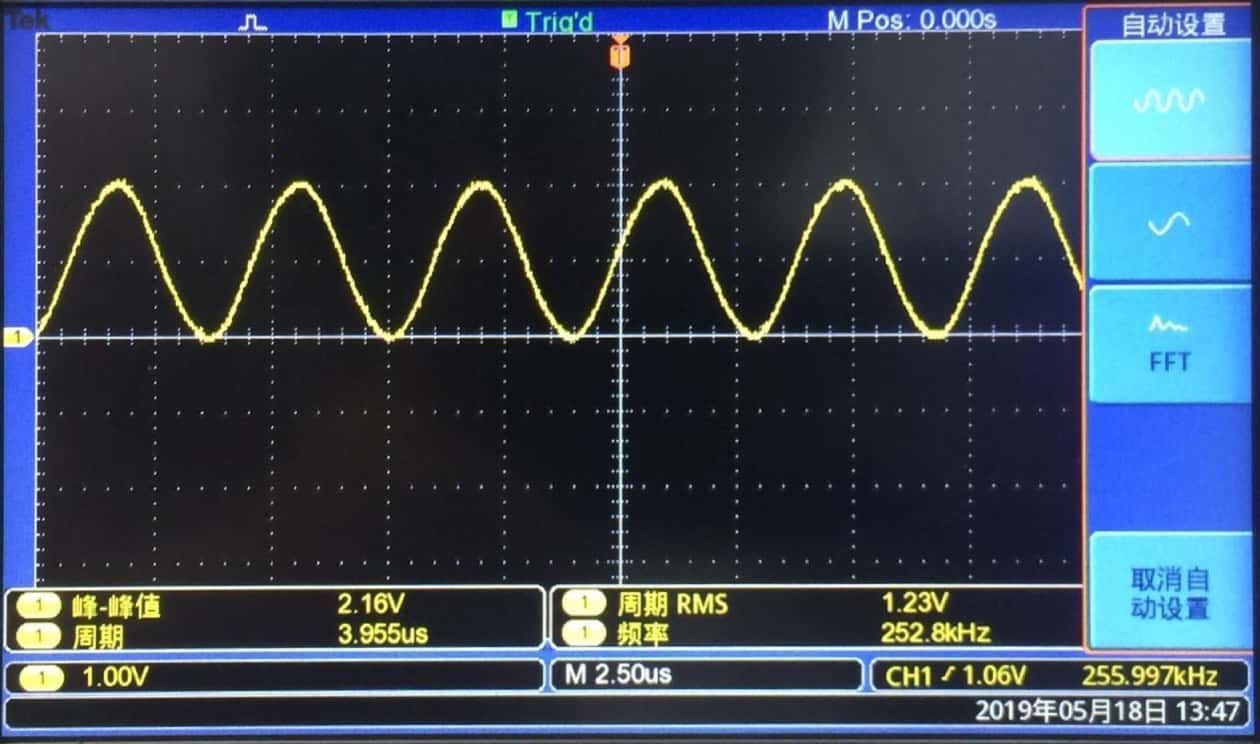 Tek
T Trig'd
M Pos: 0.000s
自动设置
1
1
FFT
取消自
动设置
1 峰-峰值 2.16V
1 周期 3.955us
1 周期 RMS 1.23V
1 频率 252.8kHz
1 1.00V
M 2.50us
CH1 1.06V 255.997kHz
2019年05月18日 13:47